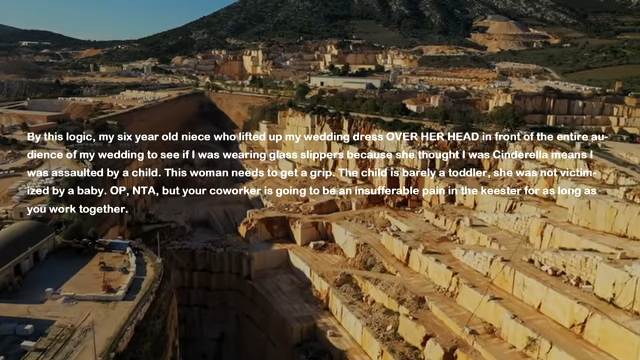 By this logic, my six year old niece who lifted up my wedding dress OVER HER HEAD in front of the entire au-
dience of my wedding to see if I was wearing glass slippers because she thought I was Cinderella means I
was assaulted by a child. This woman needs to get a grip. The child is barely a toddler, she was not victim-
ized by a baby. OP, NTA, but your coworker is going to be an insufferable pain in the keester for as long as
you work together.